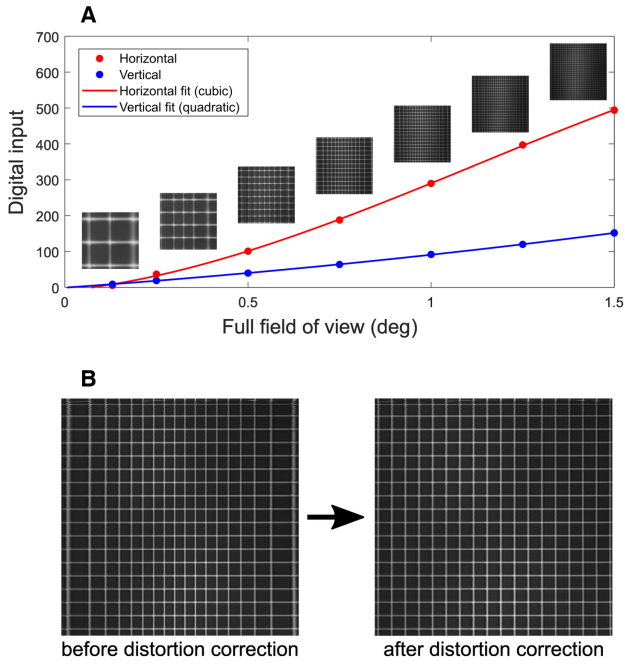 A
Digital input
700
600
500
400
300
200
100
0
Horizontal
Vertical
Horizontal fit (cubic)
Vertical fit (quadratic)
0
0.5
1
1.5
Full field of view (deg)
B
before distortion correction
after distortion correction